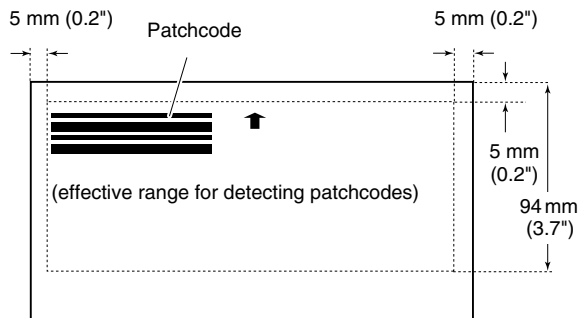 5 mm (0.2")
Patchcode
5 mm (0.2")
5 mm
(0.2")
(effective range for detecting patchcodes)
94 mm
(3.7")